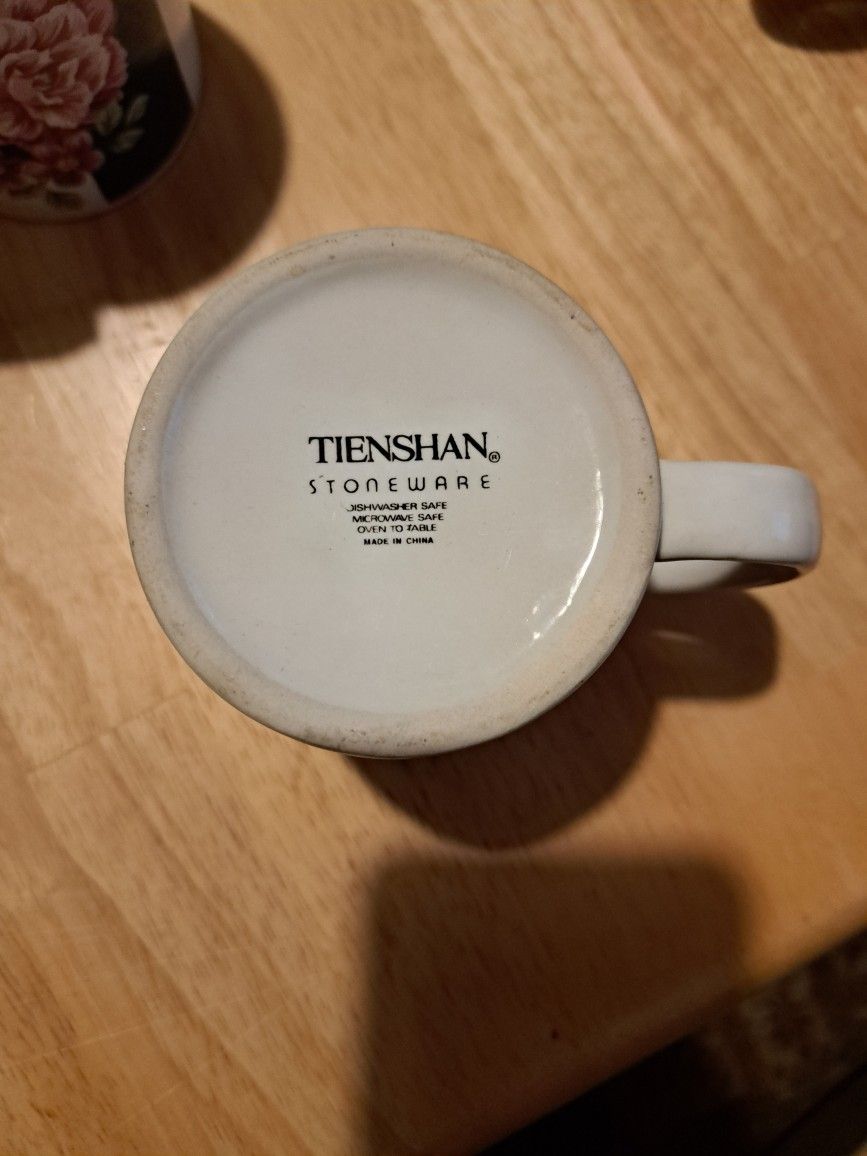 TIENSHAN®
STONEWARE
DISHWASHER SAFE
MICROWAVE SAFE
OVEN TO TABLE
MADE IN CHINA